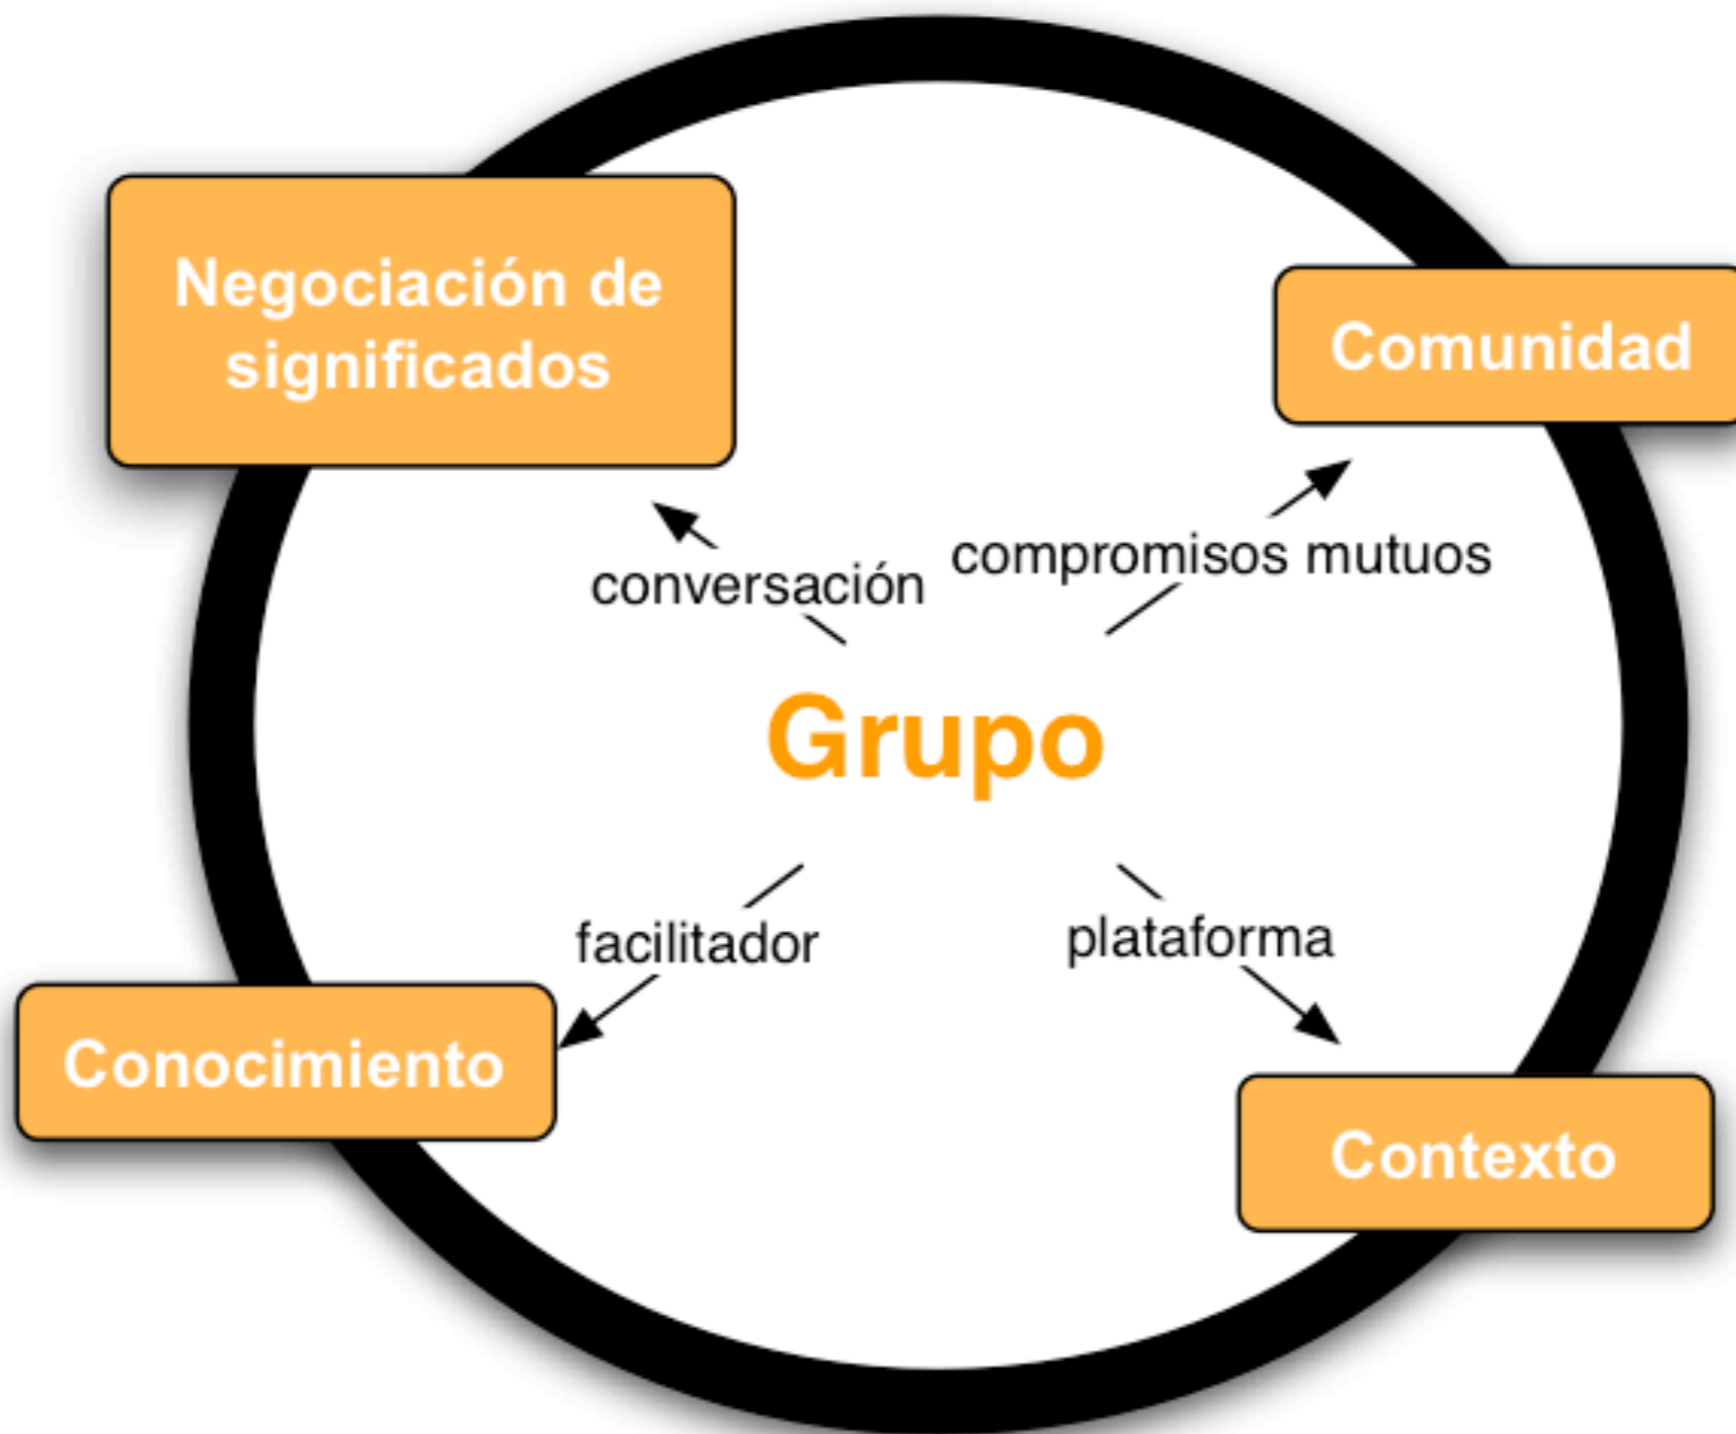 Negociación de
significados
Comunidad
conversación
compromisos mutuos
Grupo
facilitador
plataforma
Conocimiento
Contexto